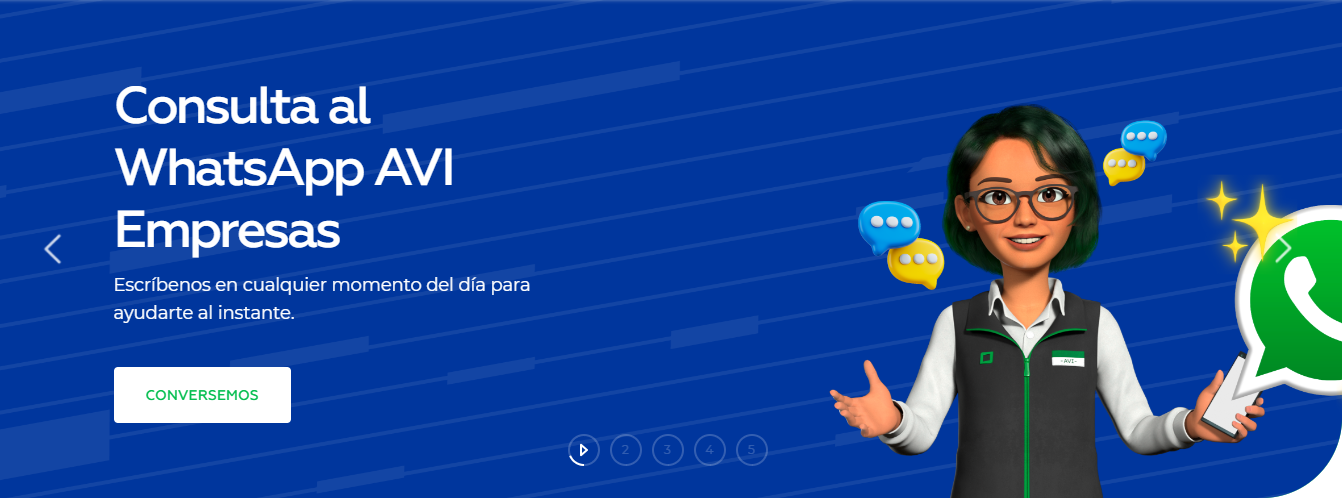 Consulta al
WhatsApp AVI
Empresas
Escríbenos en cualquier momento del día para
ayudarte al instante.
CONVERSEMOS
-AVI-
2 3 4 5